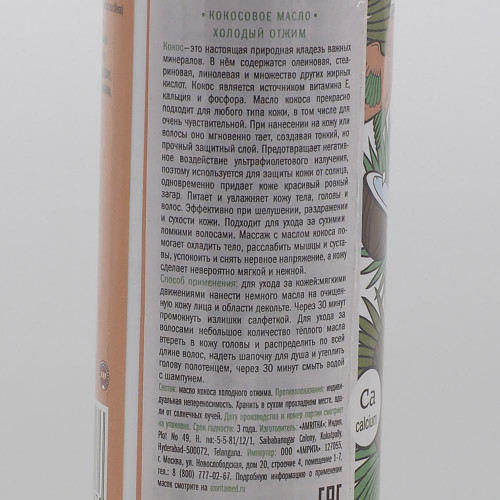 • КОКОСОВОЕ МАСЛО •
ХОЛОДНЫЙ ОТЖИМ
Кокос—это настоящая природная кладезь важных
минералов. В нём содержатся олеиновая, стеа-
риновая, линолевая и множество других жирных
кислот. Кокос является источником витамина Е,
кальция и фосфора. Масло кокоса прекрасно
подходит для любого типа кожи, в том числе для
очень чувствительной. При нанесении на кожу или
волосы оно мгновенно тает, создавая тонкий, но
прочный защитный слой. Предотвращает негатив-
ное воздействие ультрафиолетового излучения,
поэтому используется для защиты кожи от солнца,
одновременно придает коже красивый ровный
загар. Питает и увлажняет кожу тела, головы и
волос. Эффективно при шелушении, раздражении
и сухости кожи. Подходит для ухода за сухими и
ломкими волосами. Массаж с маслом кокоса по-
могает охладить тело, расслабить мышцы и суста-
вы, успокоить и снять нервное напряжение, а кожу
сделает невероятно мягкой и нежной.
Способ применения: для ухода за кожей:мягкими
движениями нанести немного масла на очищен-
ную кожу лица и области декольте. Через 30 минут
промокнуть излишки салфеткой. Для ухода за
волосами небольшое количество тёплого масла
втереть в кожу головы и распределить по всей
длине волос, надеть шапочку для душа и утеплить
голову полотенцем, через 30 минут смыть водой
с шампунем.
Состав: масло кокоса холодного отжима. Противопоказания: индиви-
дуальная непереносимость. Хранить в сухом прохладном месте, вда-
ли от солнечных лучей. Дата производства и номер партии смотрит
на упаковке. Срок годности: 3 года. Изготовитель: «AMRITHA»: Индия,
Plot No 49, H. no:-5-5-81/12/1, Saibabanagar Colony, Kukatpally,
Hyderabad-500072, Telanguna. Импортер: ООО «АМРИТА» 127055,
г. Москва, ул. Новослободская, дом 20, строение 4, помещение 1-7,
тел.: 8 (800) 777-02-67. Подробную информацию о применении
масел смотрите на amritamed.ru
EAC
Ca
calcium